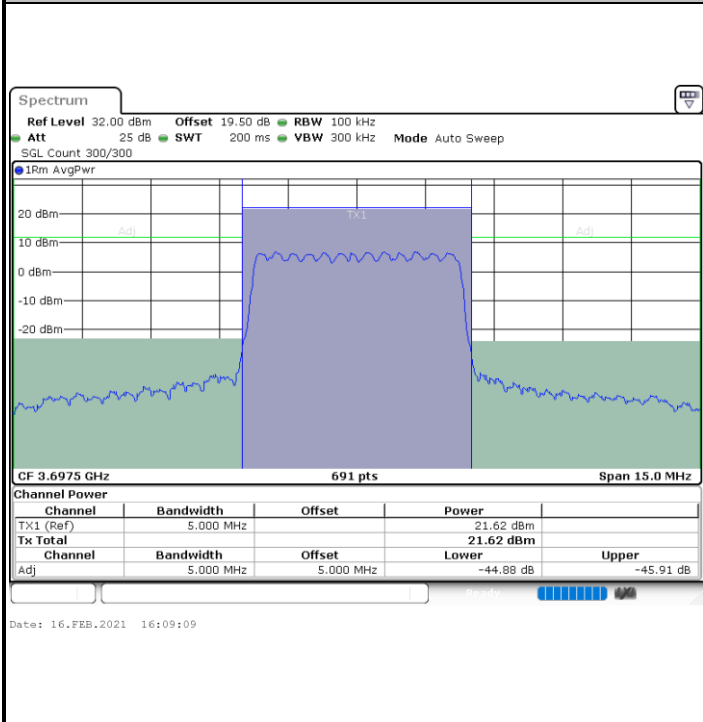 Spectrum
Ref Level 32.00 dBm Offset 19.50 dB RBW 100 kHz
Att 25 dB SWT 200 ms VBW 300 kHz Mode Auto Sweep
SGL Count 300/300
1Rm AvgPwr
20 dBm
TX1
Adj
Adj
10 dBm
0 dBm
-10 dBm
-20 dBm
CF 3.6975 GHz 691 pts Span 15.0 MHz
Channel Power
Channel Bandwidth Offset Power
TX1 (Ref) 5.000 MHz 21.62 dBm
Tx Total 21.62 dBm
Channel Bandwidth Offset Lower Upper
Adj 5.000 MHz 5.000 MHz -44.88 dB -45.91 dB
Ready
Date: 16.FEB.2021 16:09:09